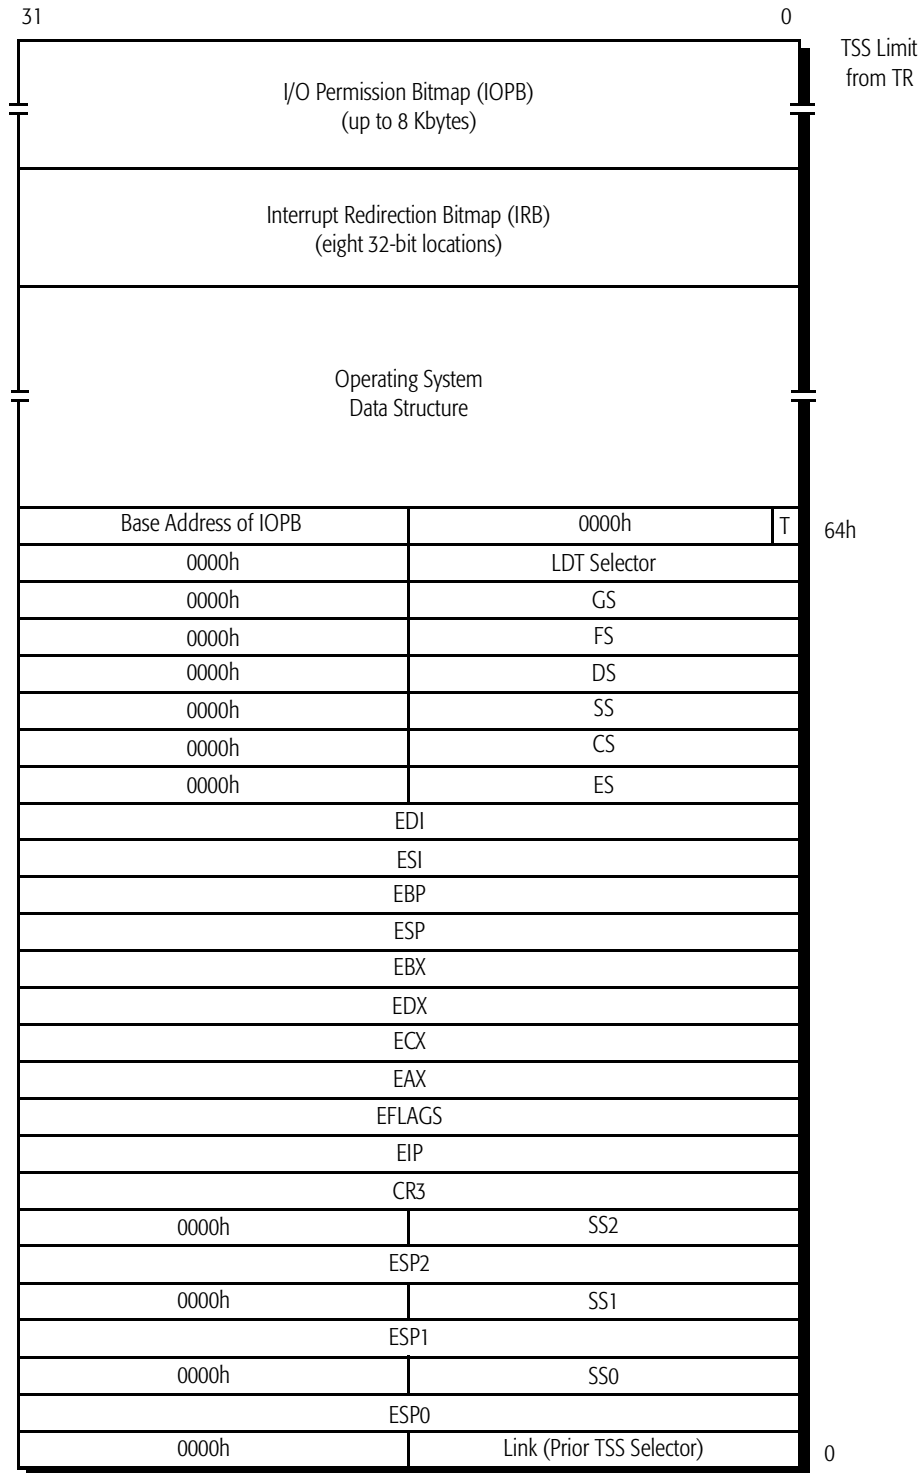 31 0
TSS Limit
from TR
I/O Permission Bitmap (IOPB)
(up to 8 Kbytes)
Interrupt Redirection Bitmap (IRB)
(eight 32-bit locations)
Operating System
Data Structure
Base Address of IOPB 0000h T 64h
0000h LDT Selector
0000h GS
0000h FS
0000h DS
0000h SS
0000h CS
0000h ES
EDI
ESI
EBP
ESP
EBX
EDX
ECX
EAX
EFLAGS
EIP
CR3
0000h SS2
ESP2
0000h SS1
ESP1
0000h SS0
ESP0
0000h Link (Prior TSS Selector) 0